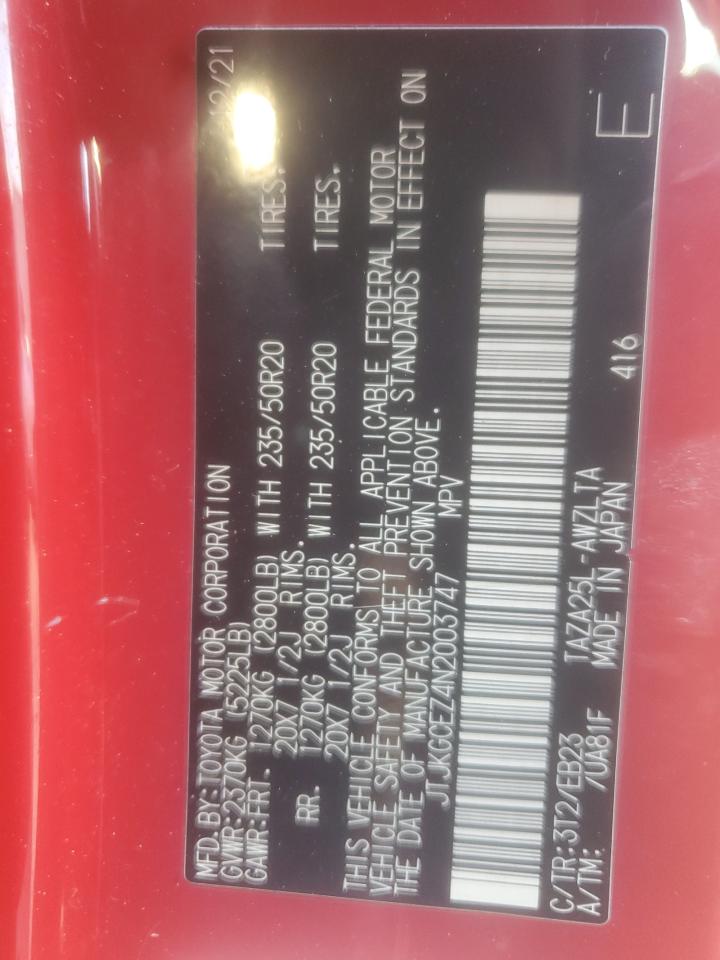 MFD.BY:TOYOTA MOTOR CORPORATION 12/21
GVWR:2370KG (5225LB)
GAWR:FRT. 1270KG (2800LB) WITH 235/50R20 TIRES.
20X7 1/2J RIMS.
RR. 1270KG (2800LB) WITH 235/50R20 TIRES.
20X7 1/2J RIMS.
THIS VEHICLE CONFORMS TO ALL APPLICABLE FEDERAL MOTOR
VEHICLE SAFETY AND THEFT PREVENTION STANDARDS IN EFFECT ON
THE DATE OF MANUFACTURE SHOWN ABOVE.
JTJKGCEZ4N2003747 MPV
C/TR:3T2/EB23 TAZA25L-AWZLTA
A/TM: /UA81F MADE IN JAPAN 416 E